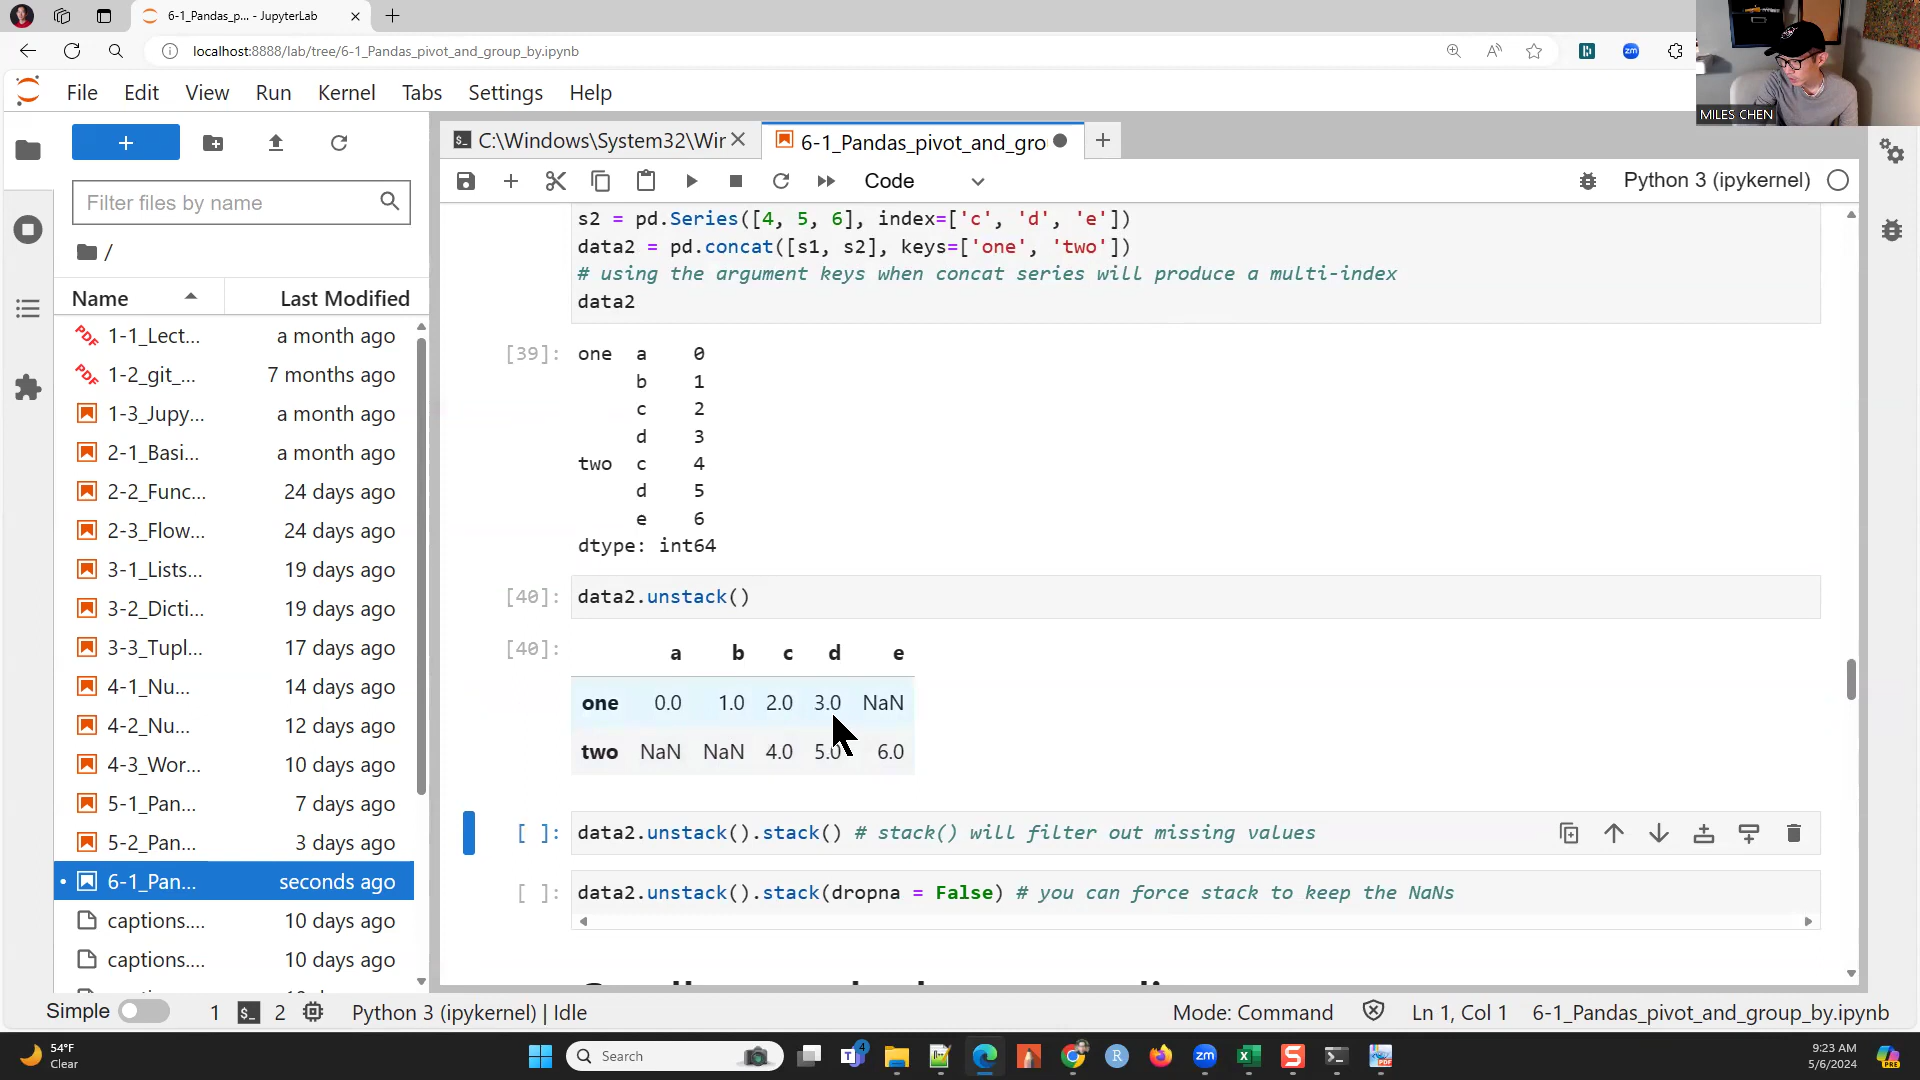 6-1_Pandas_p... - JupyterLab
localhost:8888/lab/tree/6-1_Pandas_pivot_and_group_by.ipynb
MILES CHEN
File Edit View Run Kernel Tabs Settings Help
C:\Windows\System32\Wir
6-1_Pandas_pivot_and_gro
Code
Python 3 (ipykernel)
Filter files by name
/
Name Last Modified
1-1_Lect... a month ago
1-2_git_... 7 months ago
1-3_Jupy... a month ago
2-1_Basi... a month ago
2-2_Func... 24 days ago
2-3_Flow... 24 days ago
3-1_Lists... 19 days ago
3-2_Dicti... 19 days ago
3-3_Tupl... 17 days ago
4-1_Nu... 14 days ago
4-2_Nu... 12 days ago
4-3_Wor... 10 days ago
5-1_Pan... 7 days ago
5-2_Pan... 3 days ago
6-1_Pan... seconds ago
captions.... 10 days ago
captions.... 10 days ago
s2 = pd.Series([4, 5, 6], index=['c', 'd', 'e'])
data2 = pd.concat([s1, s2], keys=['one', 'two'])
# using the argument keys when concat series will produce a multi-index
data2
[39]: one a 0
b 1
c 2
d 3
two c 4
d 5
e 6
dtype: int64
[40]: data2.unstack()
[40]: a b c d e
one 0.0 1.0 2.0 3.0 NaN
two NaN NaN 4.0 5.0 6.0
[ ]: data2.unstack().stack() # stack() will filter out missing values
[ ]: data2.unstack().stack(dropna = False) # you can force stack to keep the NaNs
Simple 1 2 Python 3 (ipykernel) | Idle Mode: Command Ln 1, Col 1 6-1_Pandas_pivot_and_group_by.ipynb
54°F
Clear
Search
9:23 AM
5/6/2024